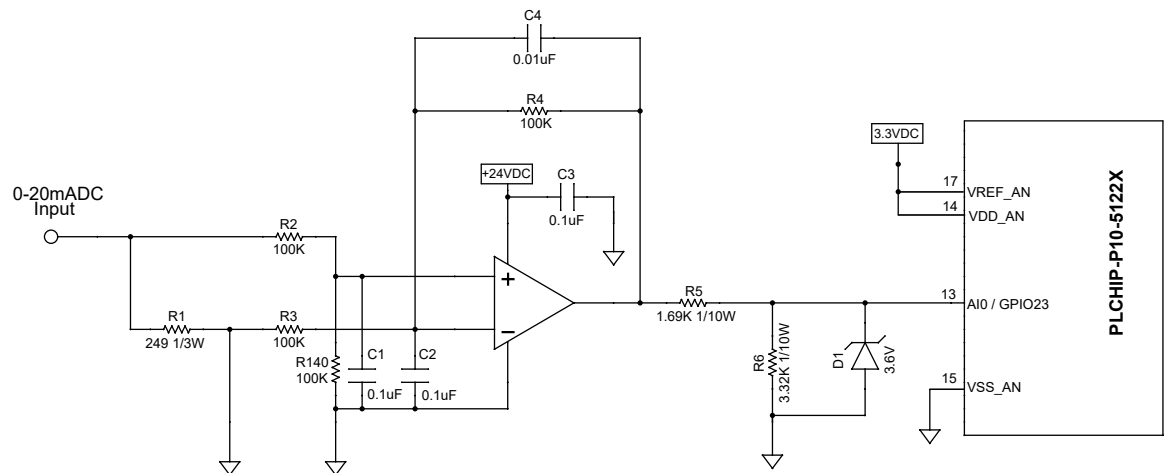 C4
0.01uF
R4
100K
3.3VDC
+24VDC
C3
0.1uF
0-20mADC
Input
R2
100K
+
−
R1
249 1/3W
R3
100K
R140
100K
C1
0.1uF
C2
0.1uF
R5
1.69K 1/10W
R6
3.32K 1/10W
D1
3.6V
17
VREF_AN
14
VDD_AN
13
AI0 / GPIO23
15
VSS_AN
PLCHIP-P10-5122X